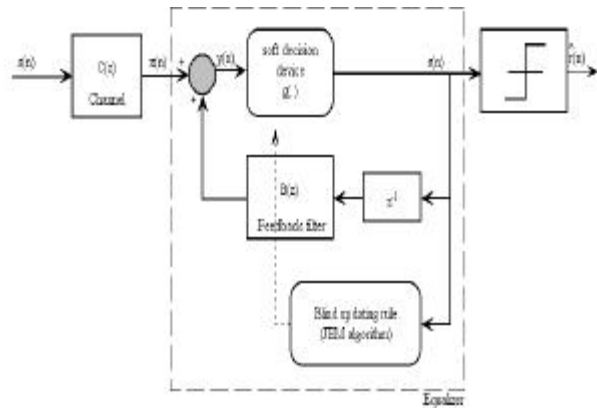 s(n)
C(z)
Channel
x(n)
+
+
y(n)
soft decision
device
g(.)
r(n)
r̂(n)
B(z)
Feedback filter
z-1
Blind updating rule
(JEM algorithm)
Equalizer